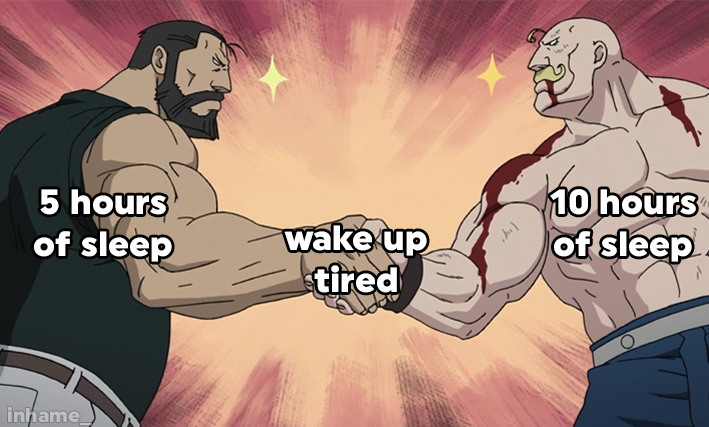 5 hours
of sleep
wake up
tired
10 hours
of sleep
inhame_